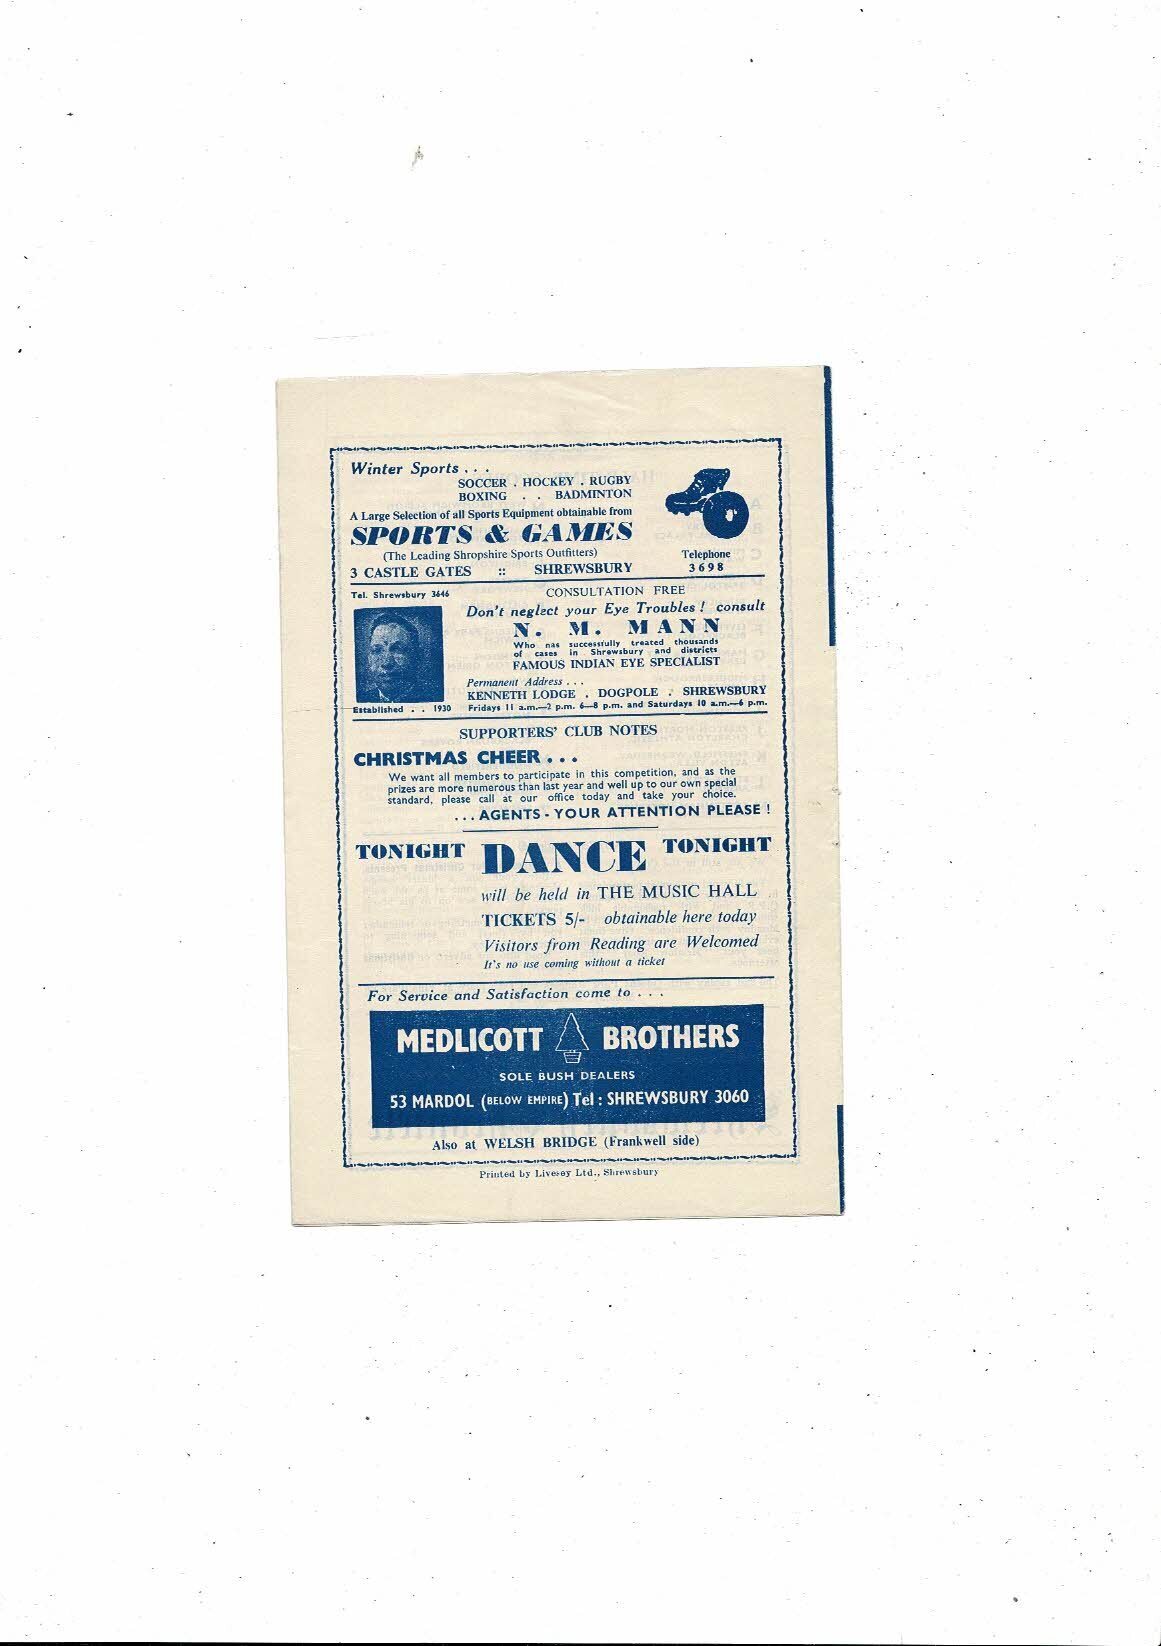 Winter Sports . . .
SOCCER . HOCKEY . RUGBY
BOXING . . BADMINTON
A Large Selection of all Sports Equipment obtainable from
SPORTS & GAMES
(The Leading Shropshire Sports Outfitters)
Telephone
3 CASTLE GATES :: SHREWSBURY
3698
Tel. Shrewsbury 3646
CONSULTATION FREE
Don't neglect your Eye Troubles! consult
N. M. MANN
Who has successfully treated thousands
of cases in Shrewsbury and districts
FAMOUS INDIAN EYE SPECIALIST
Permanent Address . . .
KENNETH LODGE . DOGPOLE . SHREWSBURY
Established . . 1930
Fridays 11 a.m.—2 p.m. 6—8 p.m. and Saturdays 10 a.m.—6 p.m.
SUPPORTERS' CLUB NOTES
CHRISTMAS CHEER . . .
We want all members to participate in this competition, and as the
prizes are more numerous than last year and well up to our own special
standard, please call at our office today and take your choice.
. . . AGENTS - YOUR ATTENTION PLEASE !
TONIGHT DANCE TONIGHT
will be held in THE MUSIC HALL
TICKETS 5/- obtainable here today
Visitors from Reading are Welcomed
It's no use coming without a ticket
For Service and Satisfaction come to . . .
MEDLICOTT BROTHERS
SOLE BUSH DEALERS
53 MARDOL (BELOW EMPIRE) Tel : SHREWSBURY 3060
Also at WELSH BRIDGE (Frankwell side)
Printed by Livesey Ltd., Shrewsbury